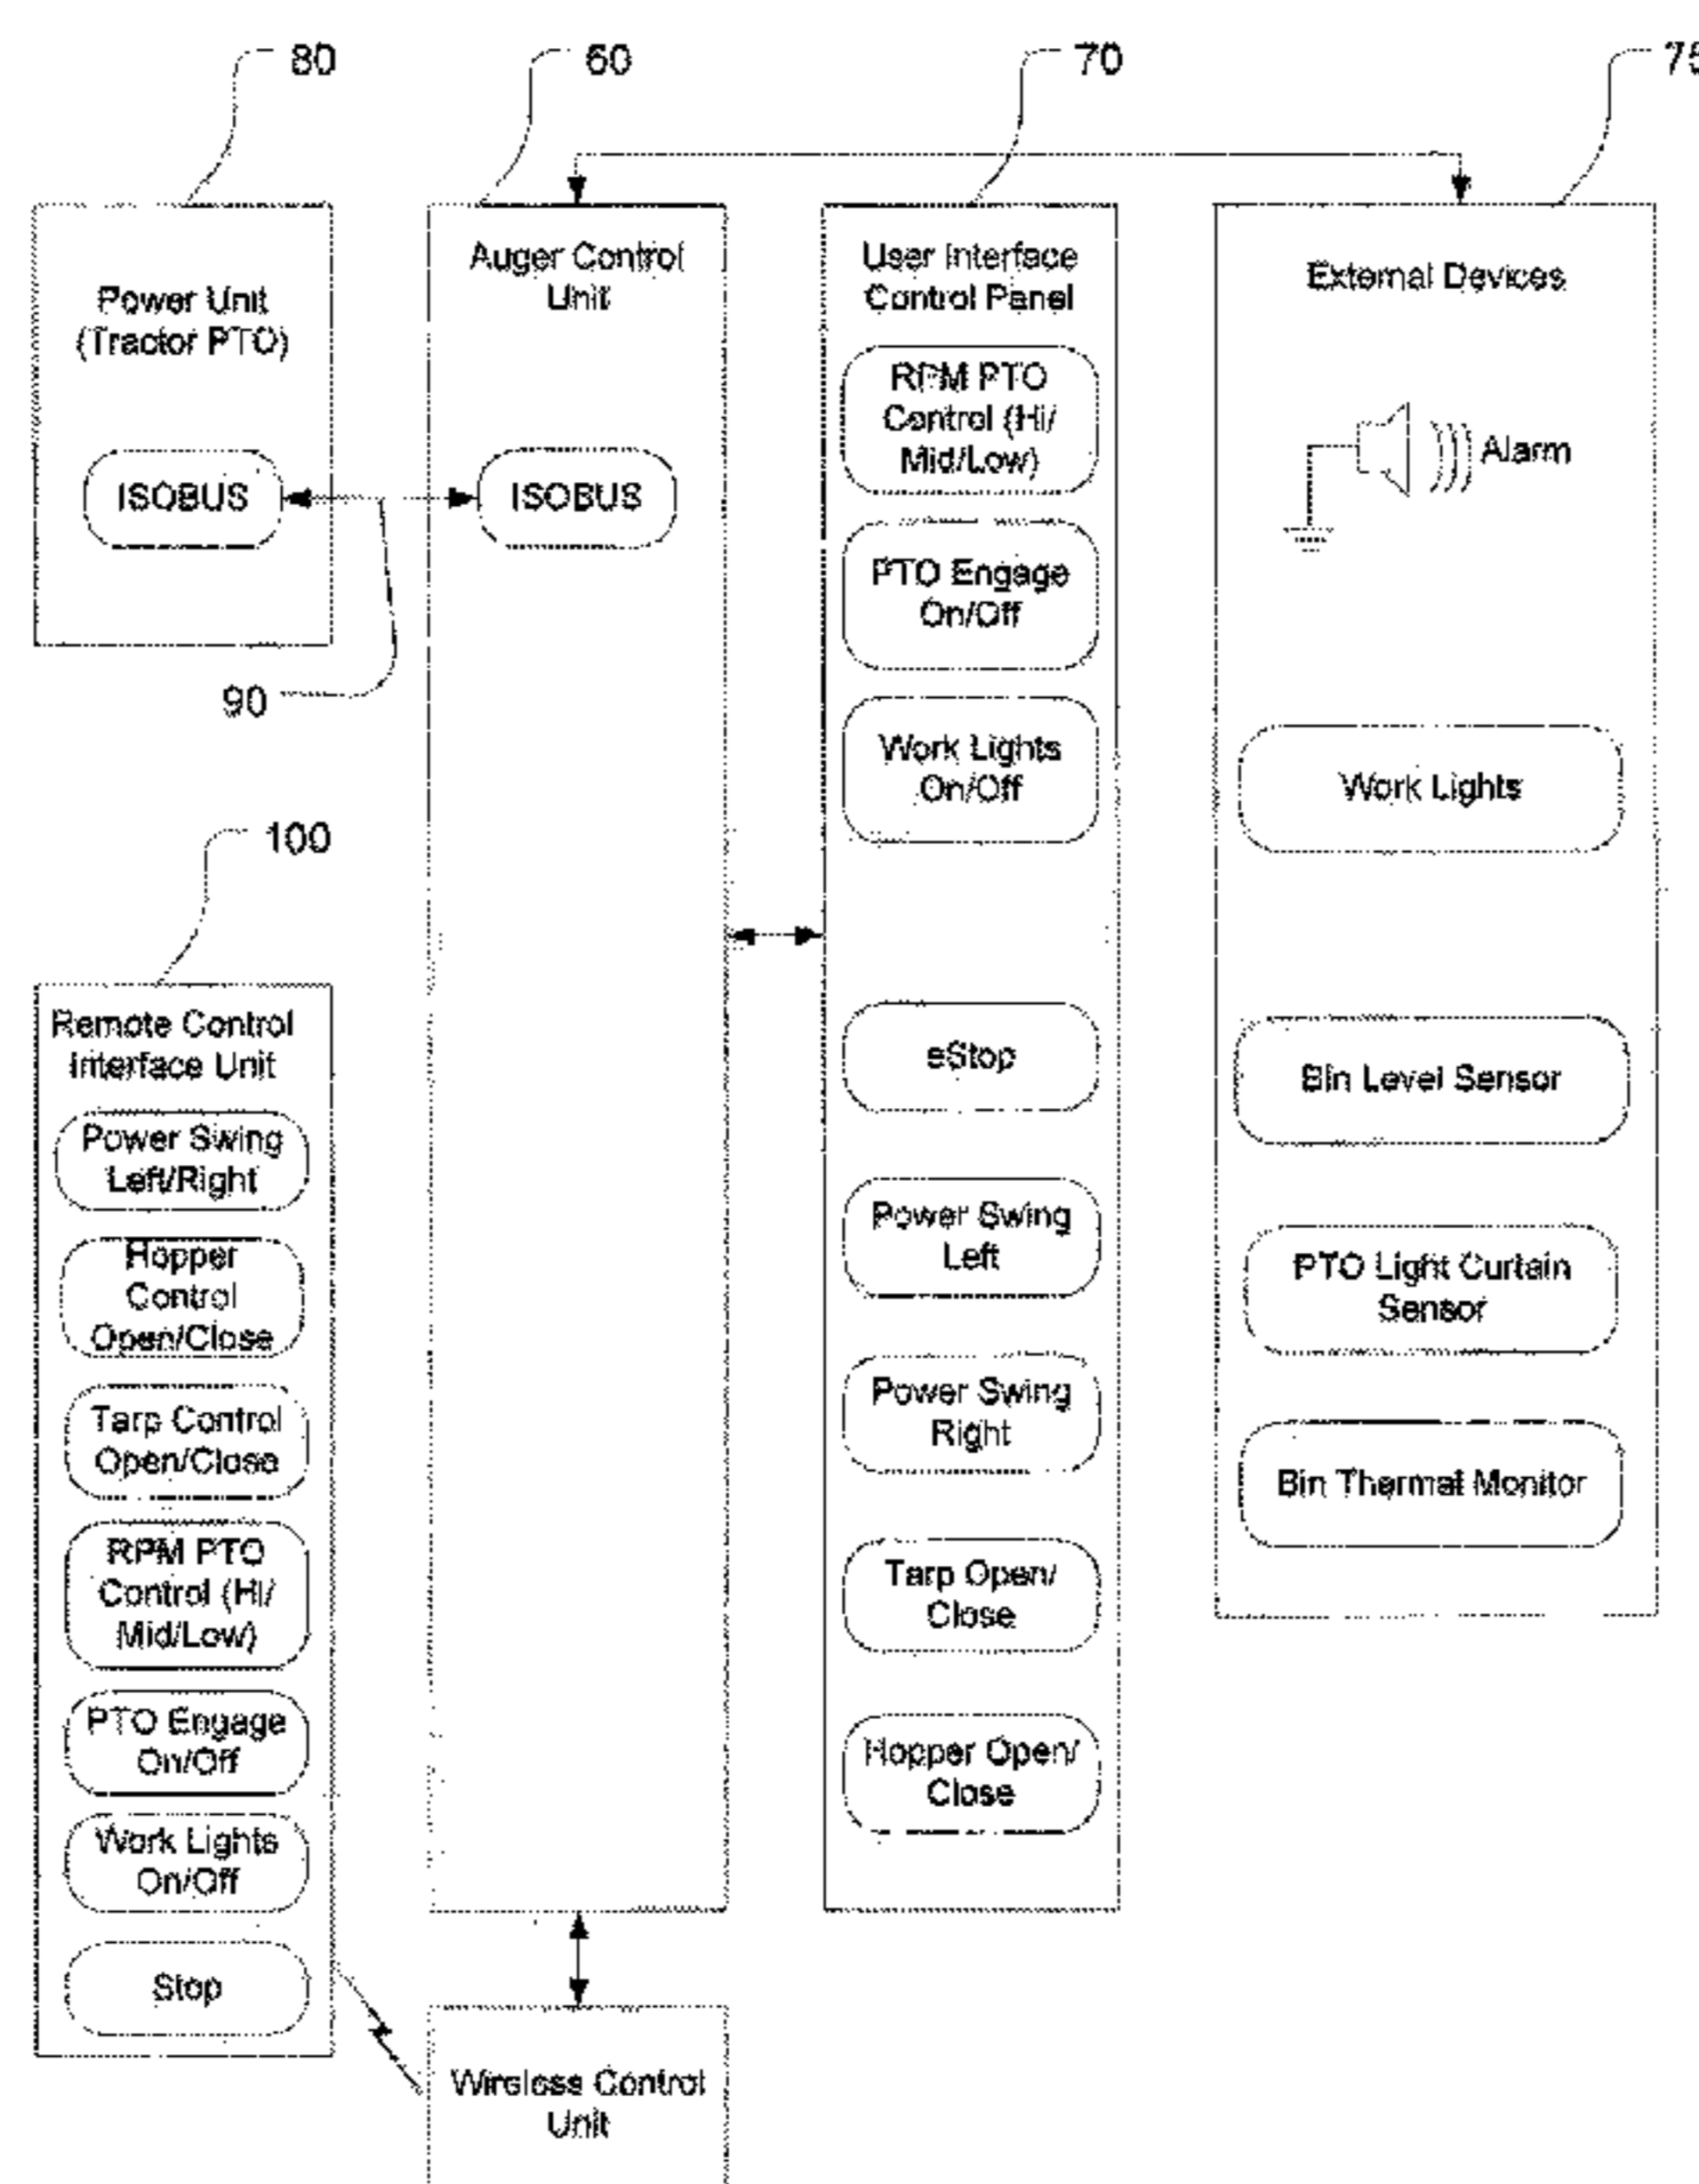 80
60
70
75
Power Unit
(Tractor PTO)
ISOBUS
90
Auger Control
Unit
ISOBUS
User Interface
Control Panel
RPM PTO
Control (Hi/
Mid/Low)
PTO Engage
On/Off
Work Lights
On/Off
eStop
Power Swing
Left
Power Swing
Right
Tarp Open/
Close
Hopper Open/
Close
External Devices
Alarm
Work Lights
Bin Level Sensor
PTO Light Curtain
Sensor
Bin Thermal Monitor
100
Remote Control
Interface Unit
Power Swing
Left/Right
Hopper
Control
Open/Close
Tarp Control
Open/Close
RPM PTO
Control (Hi/
Mid/Low)
PTO Engage
On/Off
Work Lights
On/Off
Stop
Wireless Control
Unit